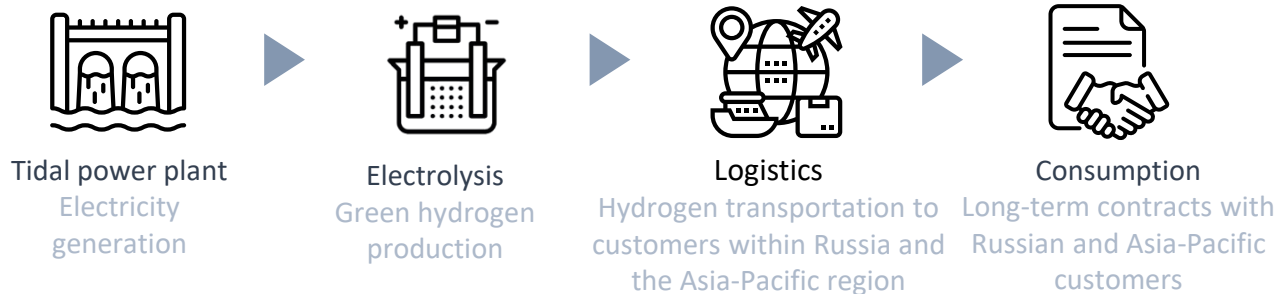 Tidal power plant
Electricity
generation
Electrolysis
Green hydrogen
production
Logistics
Hydrogen transportation to
customers within Russia and
the Asia-Pacific region
Consumption
Long-term contracts with
Russian and Asia-Pacific
customers